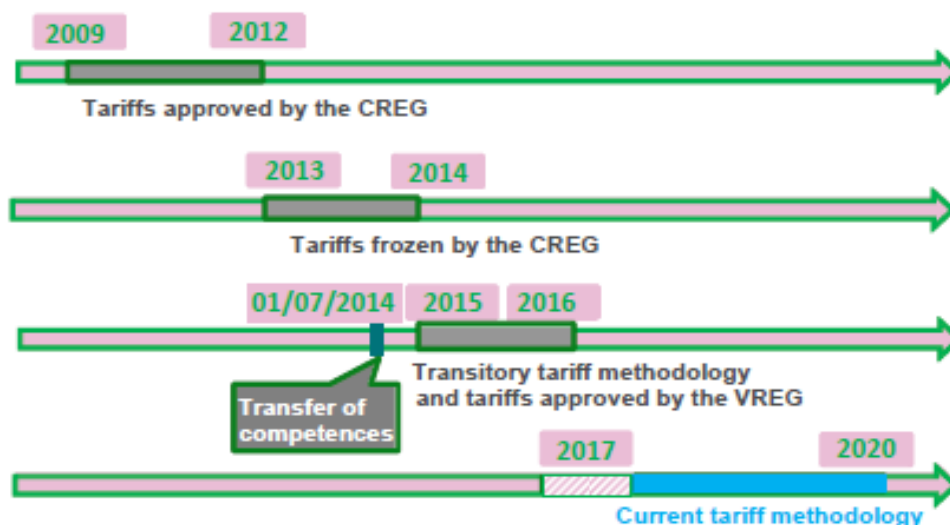 2009 2012
Tariffs approved by the CREG
2013 2014
Tariffs frozen by the CREG
01/07/2014 2015 2016
Transitory tariff methodology
and tariffs approved by the VREG
Transfer of
competences
2017 2020
Current tariff methodology